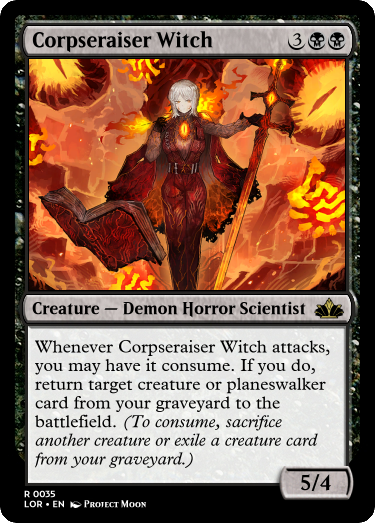 Corpseraiser Witch 3
Creature — Demon Horror Scientist
Whenever Corpseraiser Witch attacks,
you may have it consume. If you do,
return target creature or planeswalker
card from your graveyard to the
battlefield. (To consume, sacrifice
another creature or exile a creature card
from your graveyard.)
5/4
R 0035
LOR • EN Project Moon